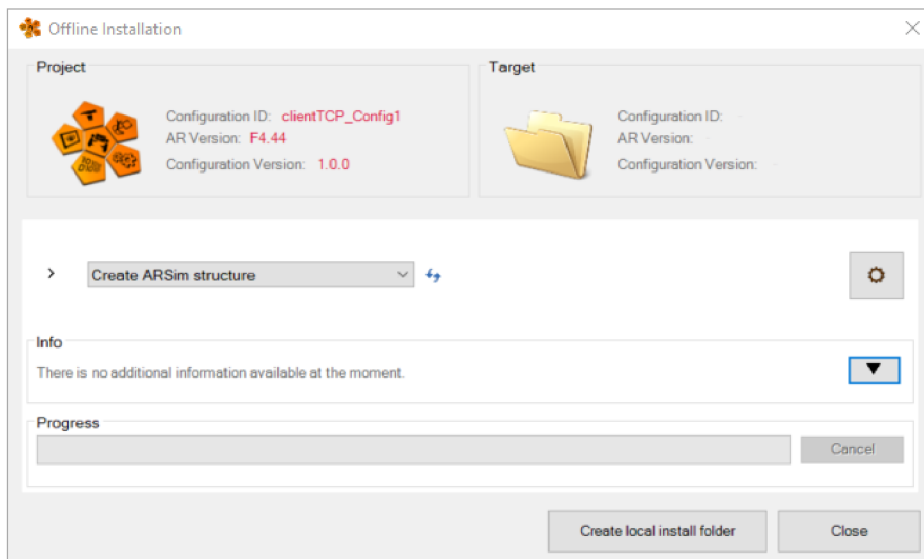 Offline Installation
Project
Configuration ID: clientTCP_Config1
AR Version: F4.44
Configuration Version: 1.0.0
Target
Configuration ID: -
AR Version: -
Configuration Version: -
Create ARSim structure
Info
There is no additional information available at the moment.
Progress
Cancel
Create local install folder
Close